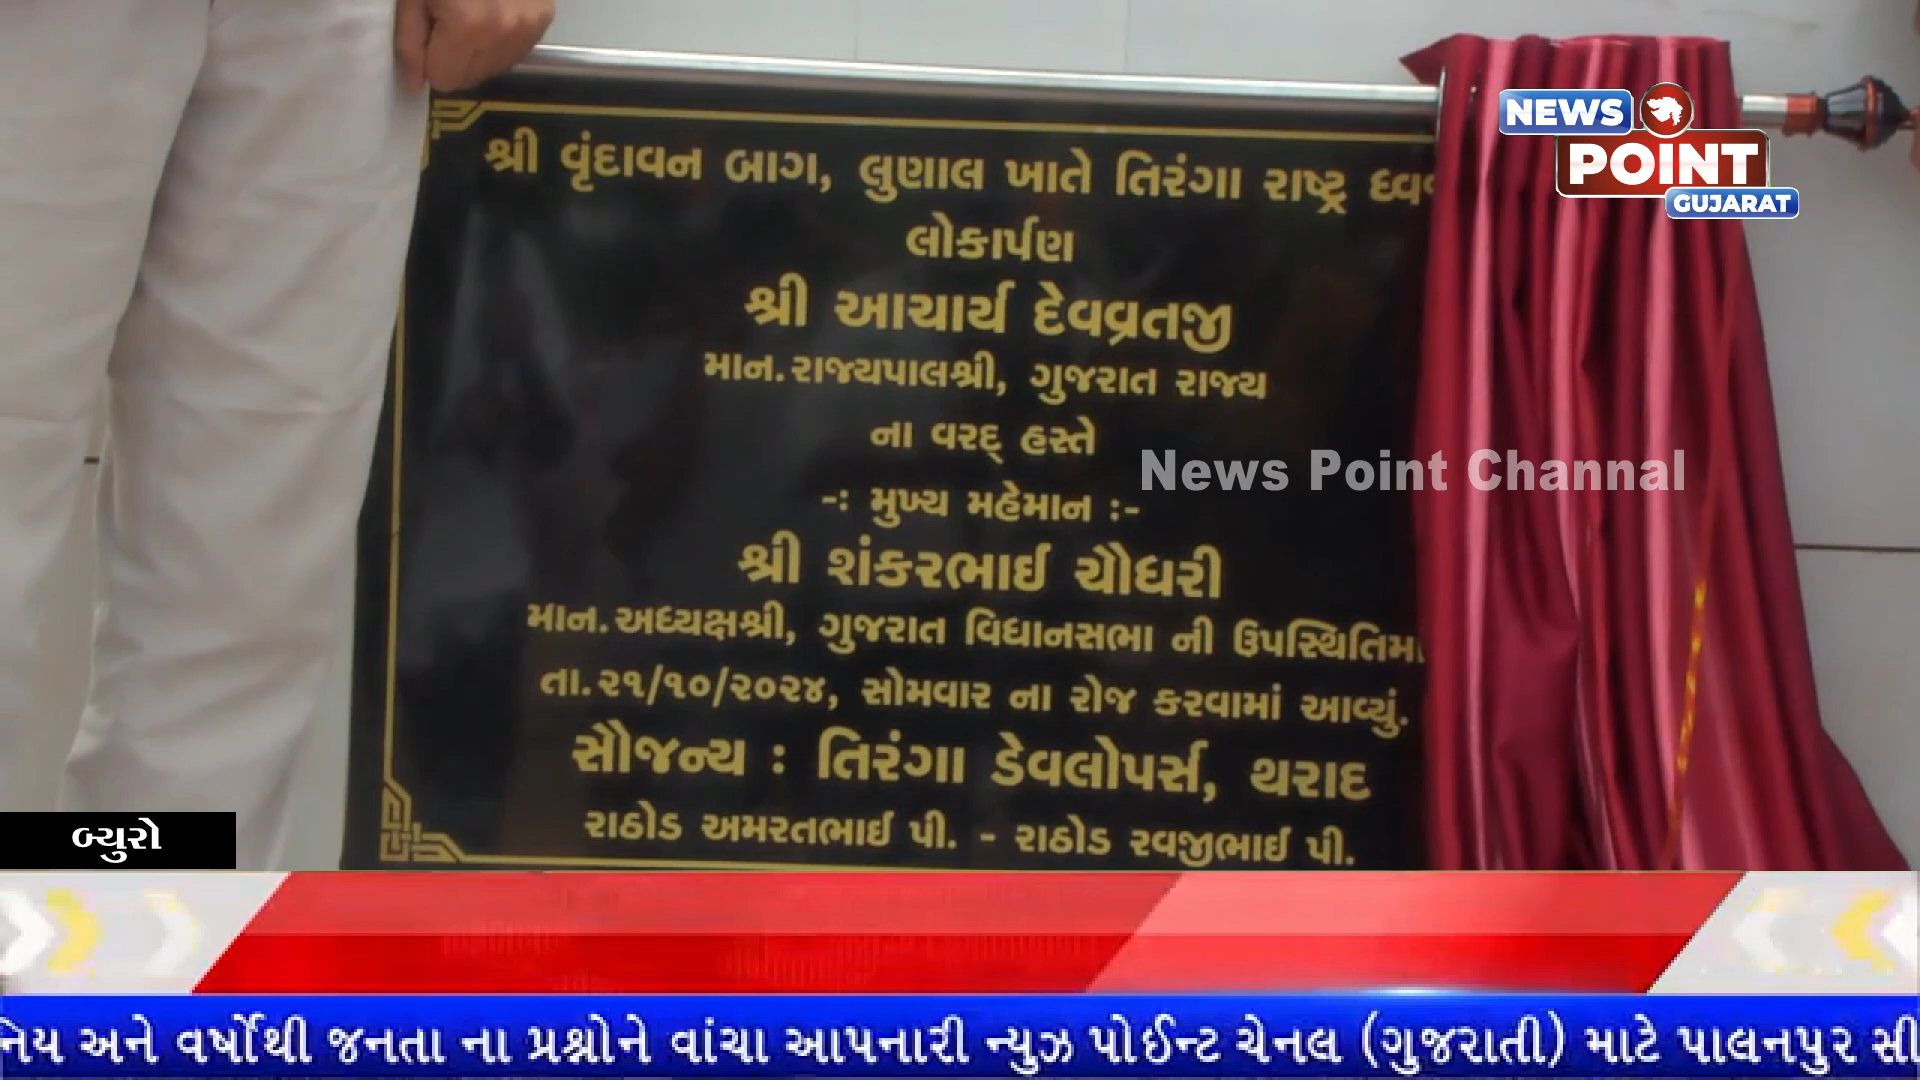 શ્રી વૃંદાવન બાગ, લુણાલ ખાતે તિરંગા રાષ્ટ્ર
લોકાર્પણ
શ્રી આચાર્ય દેવવ્રતજી
માન.રાજ્યપાલશ્રી, ગુજરાત રાજ્ય
ના વરદ્ હસ્તે
-: મુખ્ય મહેમાન :-
શ્રી શંકરભાઈ ચૌધરી
માન.અધ્યક્ષશ્રી, ગુજરાત વિધાનસભા ની
તા.૨૧/૧૦/૨૦૨૪, સોમવાર ના રોજ કરવામાં આવ્યું.
સૌજન્ય : તિરંગા ડેવલોપર્સ, થરાદ
રાઠોડ અમરતભાઈ પી. - રાઠોડ રવજીભાઈ પી.
NEWS
POINT
GUJARAT
News Point Channal
બ્યુરો
અને વર્ષોથી જનતા ના પ્રશ્નોને વાંચા આપનારી ન્યુઝ પોઈન્ટ ચેનલ (ગુજરાતી) માટે પાલનપુર